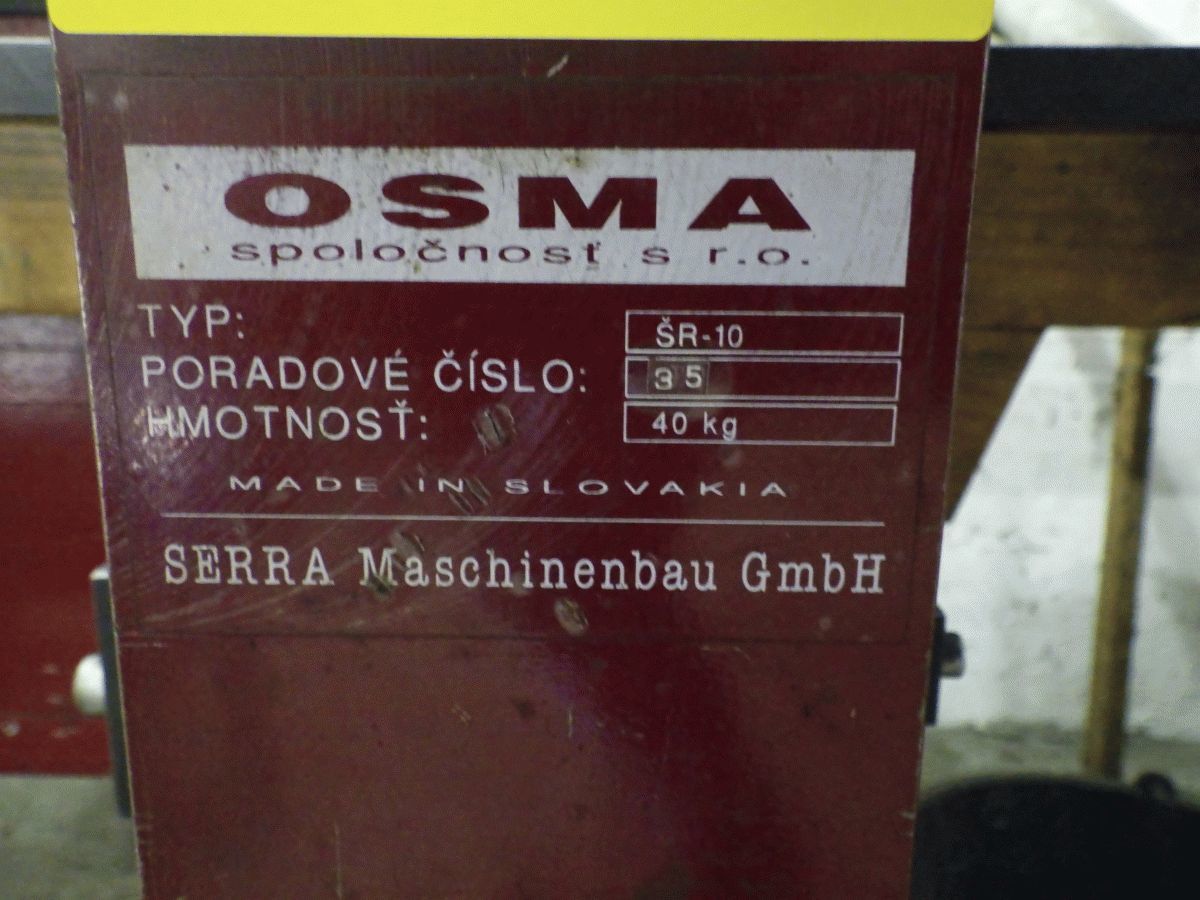 OSMA
spoločnosť s r.o.
TYP: ŠR-10
PORADOVÉ ČÍSLO: 35
HMOTNOSŤ: 40 kg
MADE IN SLOVAKIA
SERRA Maschinenbau GmbH